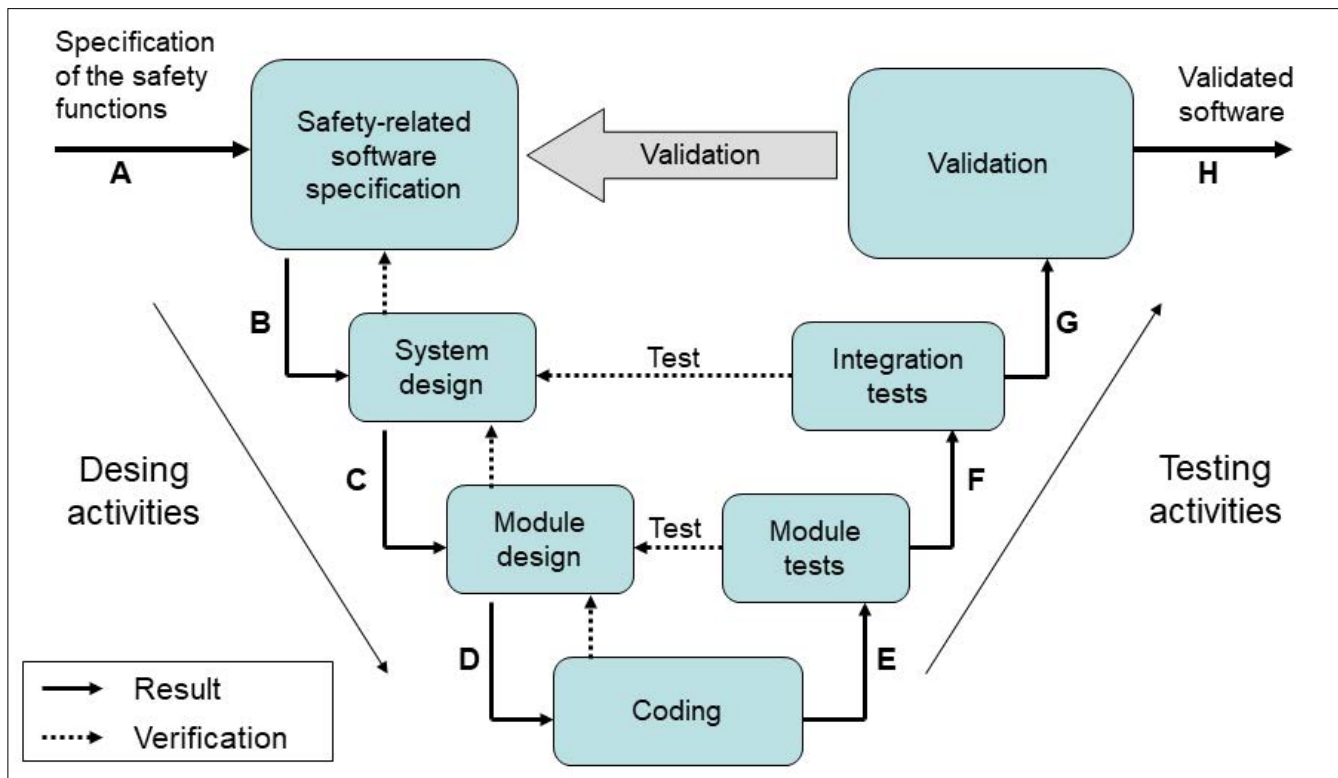 Specification
of the safety
functions
A
Safety-related
software
specification
Validation
Validation
Validated
software
H
B
System
design
Test
Integration
tests
G
Desing
activities
C
Module
design
Test
Module
tests
F
Testing
activities
D
Coding
E
Result
Verification